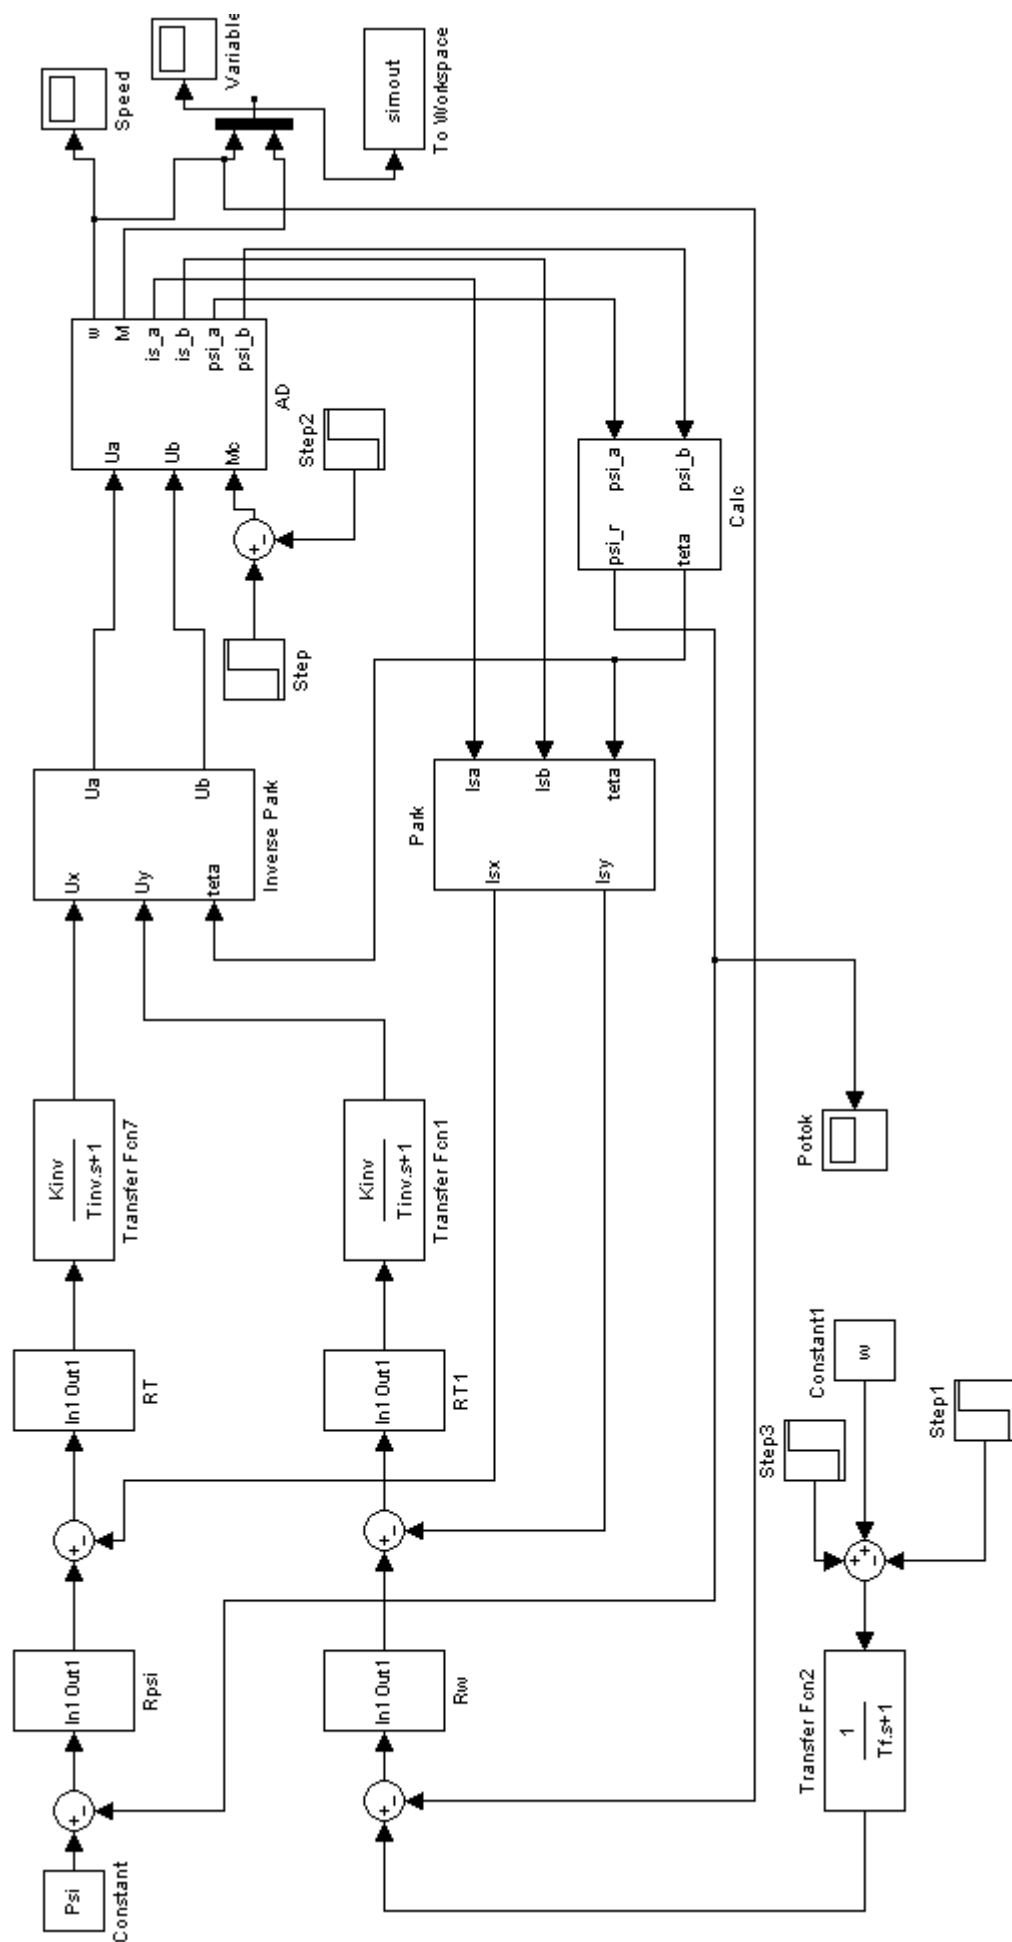 Psi
Constant
+
-
In1 Out1
Rpsi
+
-
In1 Out1
RT
Kinv
Tinv.s+1
Transfer Fcn7
Ux
Uy
teta
Ua
Ub
Inverse Park
Ua
Ub
Mc
w
M
is_a
is_b
psi_a
psi_b
AD
Speed
Variable
simout
To Workspace
Step
+
-
Step2
+
-
In1 Out1
Rw
+
-
In1 Out1
RT1
Kinv
Tinv.s+1
Transfer Fcn1
Park
Isx
Isy
Isa
Isb
teta
psi_r
teta
psi_a
psi_b
Calc
Transfer Fcn2
1
Tf.s+1
Step3
+
+
-
Constant1
w
Step1
Potok